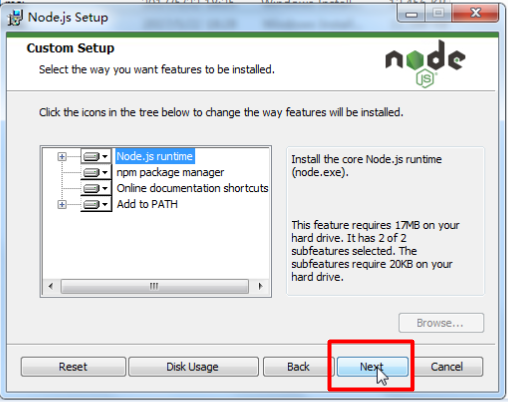 Node.js Setup
Custom Setup
Select the way you want features to be installed.
node
JS
Click the icons in the tree below to change the way features will be installed.
Node.js runtime
npm package manager
Online documentation shortcuts
Add to PATH
Install the core Node.js runtime
(node.exe).
This feature requires 17MB on your
hard drive. It has 2 of 2
subfeatures selected. The
subfeatures require 20KB on your
hard drive.
Browse...
Reset
Disk Usage
Back
Next
Cancel